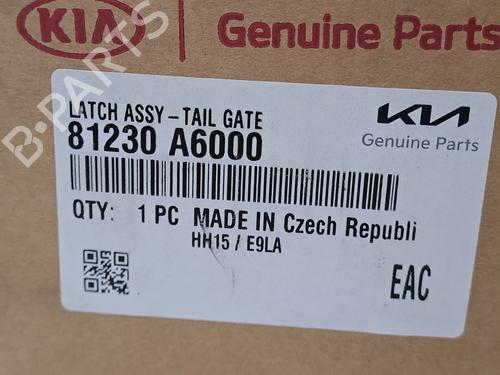 KIA
Genuine Parts
LATCH ASSY-TAIL GATE
81230 A6000
KIA
Genuine Parts
QTY: 1 PC MADE IN Czech Republi
HH15 / E9LA
EAC
B-PARTS